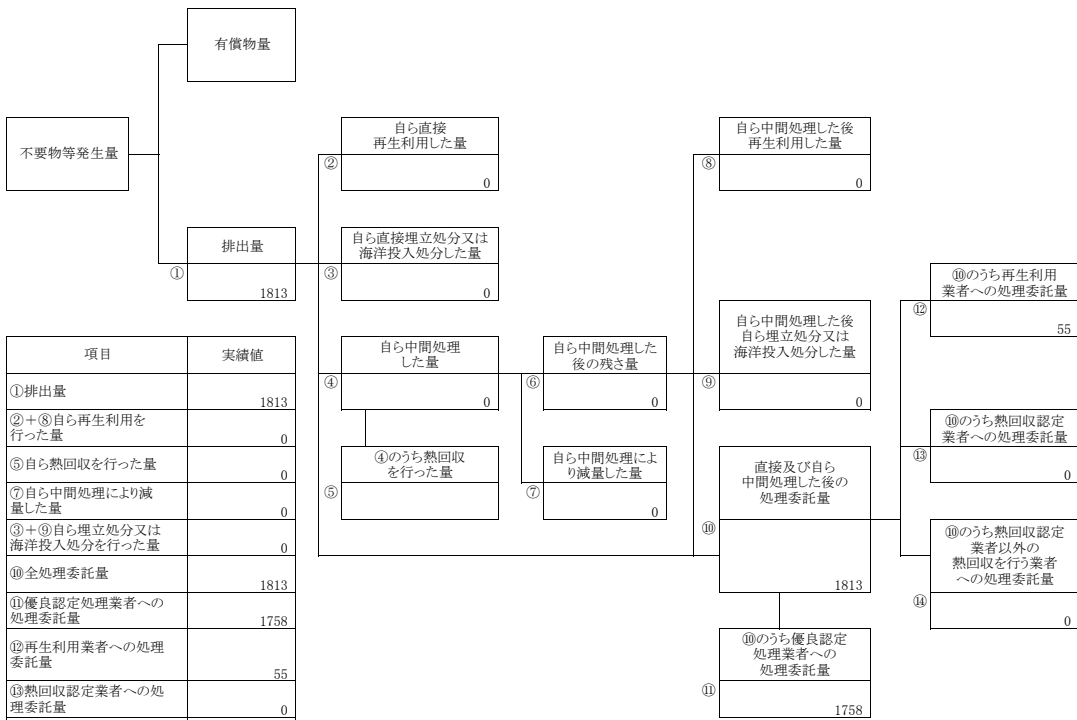 有償物量
不要物等発生量
排出量
①
1813
自ら直接
再生利用した量
②
0
自ら直接埋立処分又は
海洋投入処分した量
③
0
自ら中間処理
した量
④
0
④のうち熱回収
を行った量
⑤
自ら中間処理した
後の残さ量
⑥
0
自ら中間処理によ
り減量した量
⑦
0
自ら中間処理した後
再生利用した量
⑧
0
自ら中間処理した後
自ら埋立処分又は
海洋投入処分した量
⑨
0
直接及び自ら
中間処理した後の
処理委託量
⑩
1813
⑩のうち優良認定
処理業者への
処理委託量
⑪
1758
⑩のうち再生利用
業者への処理委託量
⑫
55
⑩のうち熱回収認定
業者への処理委託量
⑬
0
⑩のうち熱回収認定
業者以外の
熱回収を行う業者
への処理委託量
⑭
0
項目 実績値
①排出量 1813
②+⑧自ら再生利用を
行った量 0
⑤自ら熱回収を行った量 0
⑦自ら中間処理により減
量した量 0
③+⑨自ら埋立処分又は
海洋投入処分を行った量 0
⑩全処理委託量 1813
⑪優良認定処理業者への
処理委託量 1758
⑫再生利用業者への処理
委託量 55
⑬熱回収認定業者への処
理委託量 0